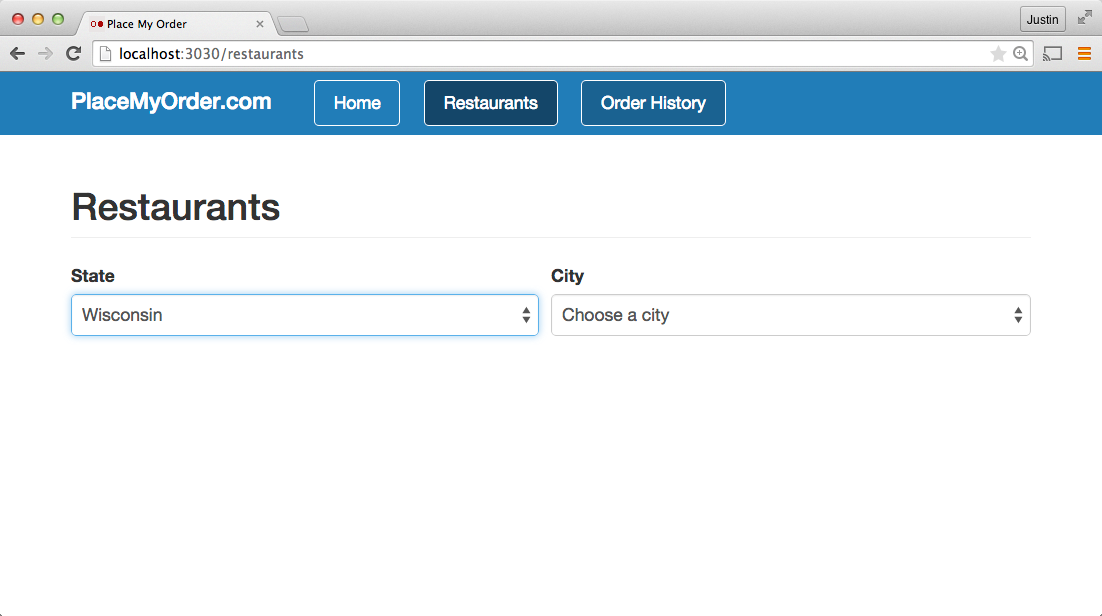 Place My Order
Justin
localhost:3030/restaurants
PlaceMyOrder.com Home Restaurants Order History
Restaurants
State City
Wisconsin Choose a city